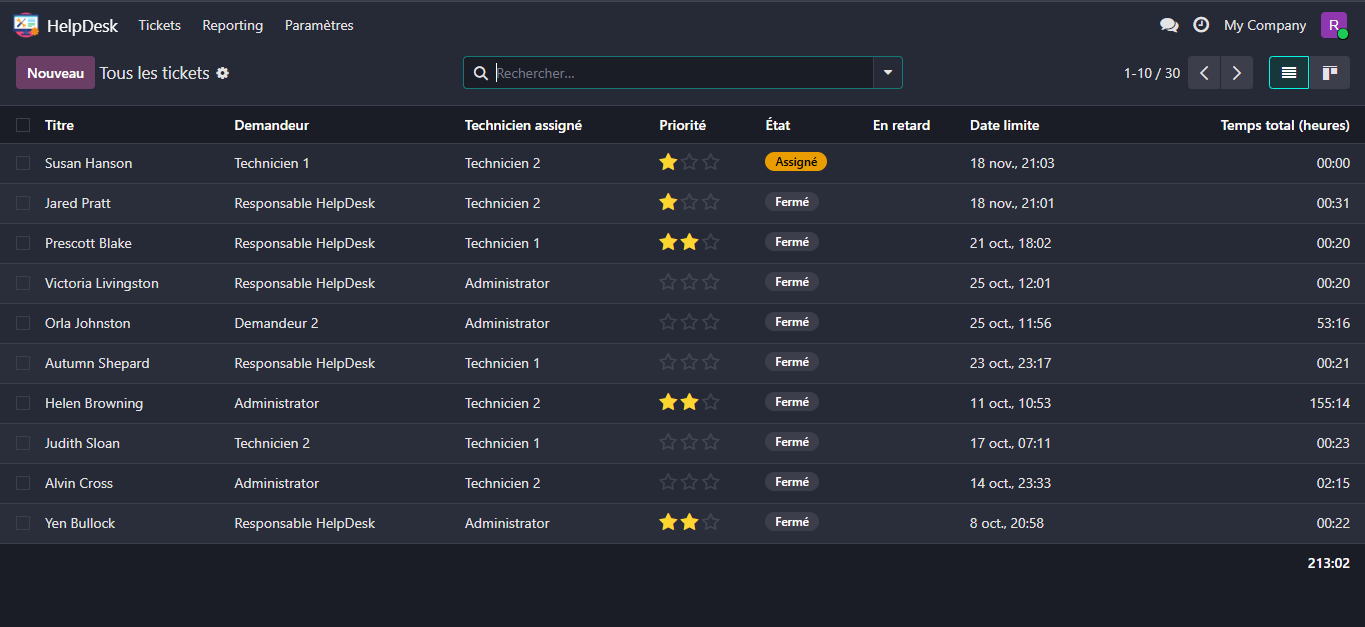 HelpDesk Tickets Reporting Paramètres My Company R
Nouveau Tous les tickets Rechercher... 1-10 / 30
Titre Demandeur Technicien assigné Priorité État En retard Date limite Temps total (heures)
Susan Hanson Technicien 1 Technicien 2 Assigné 18 nov., 21:03 00:00
Jared Pratt Responsable HelpDesk Technicien 2 Fermé 18 nov., 21:01 00:31
Prescott Blake Responsable HelpDesk Technicien 1 Fermé 21 oct., 18:02 00:20
Victoria Livingston Responsable HelpDesk Administrator Fermé 25 oct., 12:01 00:20
Orla Johnston Demandeur 2 Administrator Fermé 25 oct., 11:56 53:16
Autumn Shepard Responsable HelpDesk Technicien 1 Fermé 23 oct., 23:17 00:21
Helen Browning Administrator Technicien 2 Fermé 11 oct., 10:53 155:14
Judith Sloan Technicien 2 Technicien 1 Fermé 17 oct., 07:11 00:23
Alvin Cross Administrator Technicien 2 Fermé 14 oct., 23:33 02:15
Yen Bullock Responsable HelpDesk Administrator Fermé 8 oct., 20:58 00:22
213:02